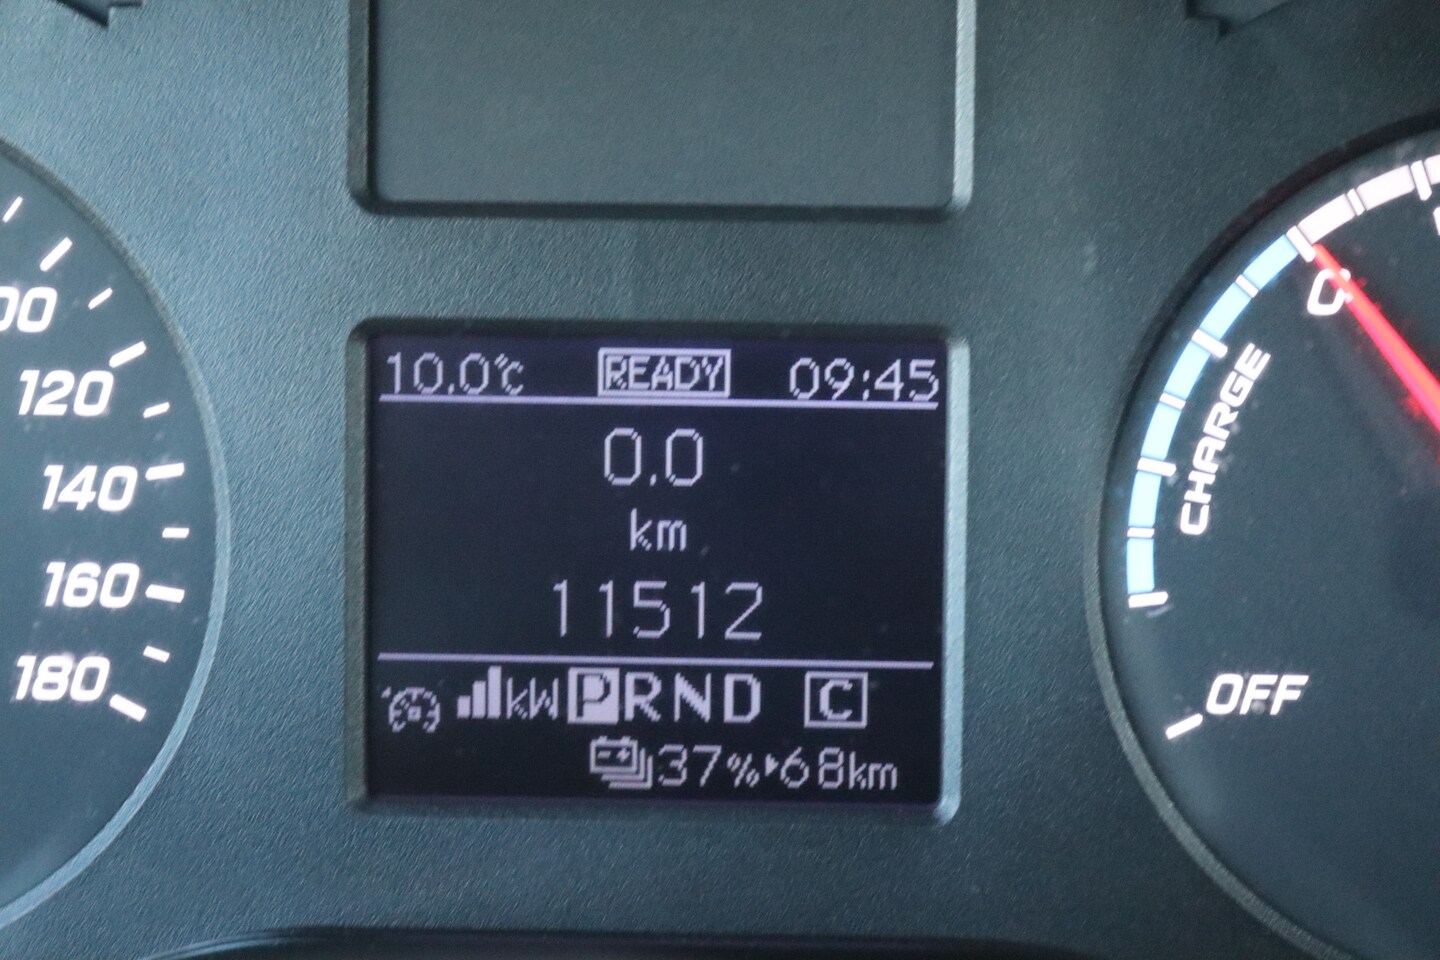 10.0°C READY 09:45
0.0
km
11512
kW PRND C
37%▸68km
120
140
160
180
0
CHARGE
OFF